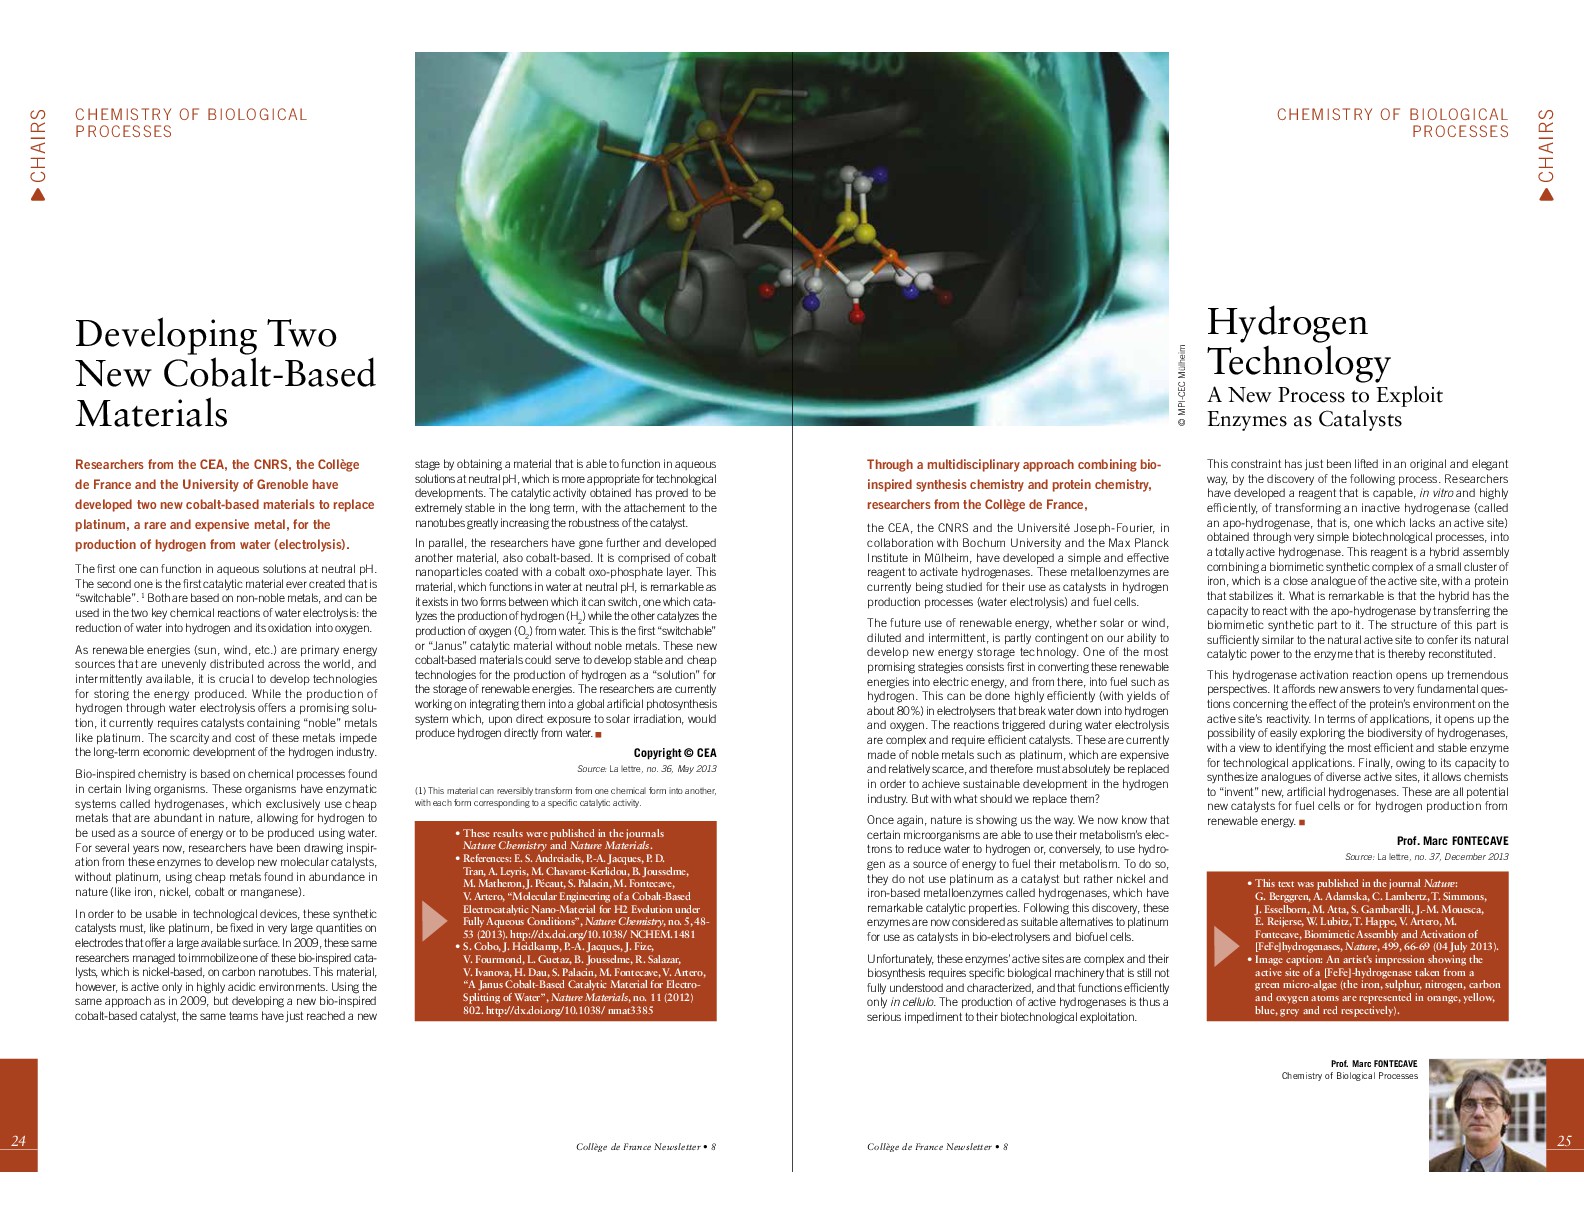 CHAIRS
CHEMISTRY OF BIOLOGICAL
PROCESSES
Developing Two
New Cobalt-Based
Materials
Researchers from the CEA, the CNRS, the Collège
de France and the University of Grenoble have
developed two new cobalt-based materials to replace
platinum, a rare and expensive metal, for the
production of hydrogen from water (electrolysis).
The first one can function in aqueous solutions at neutral pH.
The second one is the first catalytic material ever created that is
“switchable”. 1 Both are based on non-noble metals, and can be
used in the two key chemical reactions of water electrolysis: the
reduction of water into hydrogen and its oxidation into oxygen.
As renewable energies (sun, wind, etc.) are primary energy
sources that are unevenly distributed across the world, and
intermittently available, it is crucial to develop technologies
for storing the energy produced. While the production of
hydrogen through water electrolysis offers a promising solu-
tion, it currently requires catalysts containing “noble” metals
like platinum. The scarcity and cost of these metals impede
the long-term economic development of the hydrogen industry.
Bio-inspired chemistry is based on chemical processes found
in certain living organisms. These organisms have enzymatic
systems called hydrogenases, which exclusively use cheap
metals that are abundant in nature, allowing for hydrogen to
be used as a source of energy or to be produced using water.
For several years now, researchers have been drawing inspir-
ation from these enzymes to develop new molecular catalysts,
without platinum, using cheap metals found in abundance in
nature (like iron, nickel, cobalt or manganese).
In order to be usable in technological devices, these synthetic
catalysts must, like platinum, be fixed in very large quantities on
electrodes that offer a large available surface. In 2009, these same
researchers managed to immobilize one of these bio-inspired cata-
lysts, which is nickel-based, on carbon nanotubes. This material,
however, is active only in highly acidic environments. Using the
same approach as in 2009, but developing a new bio-inspired
cobalt-based catalyst, the same teams have just reached a new
stage by obtaining a material that is able to function in aqueous
solutions at neutral pH, which is more appropriate for technological
developments. The catalytic activity obtained has proved to be
extremely stable in the long term, with the attachement to the
nanotubes greatly increasing the robustness of the catalyst.
In parallel, the researchers have gone further and developed
another material, also cobalt-based. It is comprised of cobalt
nanoparticles coated with a cobalt oxo-phosphate layer. This
material, which functions in water at neutral pH, is remarkable as
it exists in two forms between which it can switch, one which cata-
lyzes the production of hydrogen (H2) while the other catalyzes the
production of oxygen (O2) from water. This is the first “switchable”
or “Janus” catalytic material without noble metals. These new
cobalt-based materials could serve to develop stable and cheap
technologies for the production of hydrogen as a “solution” for
the storage of renewable energies. The researchers are currently
working on integrating them into a global artificial photosynthesis
system which, upon direct exposure to solar irradiation, would
produce hydrogen directly from water.
Copyright © CEA
Source: La lettre, no. 36, May 2013
(1) This material can reversibly transform from one chemical form into another,
with each form corresponding to a specific catalytic activity.
• These results were published in the journals
Nature Chemistry and Nature Materials.
• References: E. S. Andreiadis, P.-A. Jacques, P. D.
Tran, A. Leyris, M. Chavarot-Kerlidou, B. Jousselme,
M. Matheron, J. Pécaut, S. Palacin, M. Fontecave,
V. Artero, “Molecular Engineering of a Cobalt-Based
Electrocatalytic Nano-Material for H2 Evolution under
Fully Aqueous Conditions”, Nature Chemistry, no. 5, 48-
53 (2013). http://dx.doi.org/10.1038/ NCHEM.1481
• S. Cobo, J. Heidkamp, P.-A. Jacques, J. Fize,
V. Fourmond, L. Guetaz, B. Jousselme, R. Salazar,
V. Ivanova, H. Dau, S. Palacin, M. Fontecave, V. Artero,
“A Janus Cobalt-Based Catalytic Material for Electro-
Splitting of Water”, Nature Materials, no. 11 (2012)
802. http://dx.doi.org/10.1038/ nmat3385
24
Collège de France Newsletter • 8
400
© MPI-CEC Mülheim
CHEMISTRY OF BIOLOGICAL
PROCESSES
CHAIRS
Hydrogen
Technology
A New Process to Exploit
Enzymes as Catalysts
Through a multidisciplinary approach combining bio-
inspired synthesis chemistry and protein chemistry,
researchers from the Collège de France,
the CEA, the CNRS and the Université Joseph-Fourier, in
collaboration with Bochum University and the Max Planck
Institute in Mülheim, have developed a simple and effective
reagent to activate hydrogenases. These metalloenzymes are
currently being studied for their use as catalysts in hydrogen
production processes (water electrolysis) and fuel cells.
The future use of renewable energy, whether solar or wind,
diluted and intermittent, is partly contingent on our ability to
develop new energy storage technology. One of the most
promising strategies consists first in converting these renewable
energies into electric energy, and from there, into fuel such as
hydrogen. This can be done highly efficiently (with yields of
about 80%) in electrolysers that break water down into hydrogen
and oxygen. The reactions triggered during water electrolysis
are complex and require efficient catalysts. These are currently
made of noble metals such as platinum, which are expensive
and relatively scarce, and therefore must absolutely be replaced
in order to achieve sustainable development in the hydrogen
industry. But with what should we replace them?
Once again, nature is showing us the way. We now know that
certain microorganisms are able to use their metabolism’s elec-
trons to reduce water to hydrogen or, conversely, to use hydro-
gen as a source of energy to fuel their metabolism. To do so,
they do not use platinum as a catalyst but rather nickel and
iron-based metalloenzymes called hydrogenases, which have
remarkable catalytic properties. Following this discovery, these
enzymes are now considered as suitable alternatives to platinum
for use as catalysts in bio-electrolysers and biofuel cells.
Unfortunately, these enzymes’ active sites are complex and their
biosynthesis requires specific biological machinery that is still not
fully understood and characterized, and that functions efficiently
only in cellulo. The production of active hydrogenases is thus a
serious impediment to their biotechnological exploitation.
This constraint has just been lifted in an original and elegant
way, by the discovery of the following process. Researchers
have developed a reagent that is capable, in vitro and highly
efficiently, of transforming an inactive hydrogenase (called
an apo-hydrogenase, that is, one which lacks an active site)
obtained through very simple biotechnological processes, into
a totally active hydrogenase. This reagent is a hybrid assembly
combining a biomimetic synthetic complex of a small cluster of
iron, which is a close analogue of the active site, with a protein
that stabilizes it. What is remarkable is that the hybrid has the
capacity to react with the apo-hydrogenase by transferring the
biomimetic synthetic part to it. The structure of this part is
sufficiently similar to the natural active site to confer its natural
catalytic power to the enzyme that is thereby reconstituted.
This hydrogenase activation reaction opens up tremendous
perspectives. It affords new answers to very fundamental ques-
tions concerning the effect of the protein’s environment on the
active site’s reactivity. In terms of applications, it opens up the
possibility of easily exploring the biodiversity of hydrogenases,
with a view to identifying the most efficient and stable enzyme
for technological applications. Finally, owing to its capacity to
synthesize analogues of diverse active sites, it allows chemists
to “invent” new, artificial hydrogenases. These are all potential
new catalysts for fuel cells or for hydrogen production from
renewable energy.
Prof. Marc FONTECAVE
Source: La lettre, no. 37, December 2013
• This text was published in the journal Nature:
G. Berggren, A. Adamska, C. Lambertz, T. Simmons,
J. Esselborn, M. Atta, S. Gambarelli, J.-M. Mouesca,
E. Reijerse, W. Lubitz, T. Happe, V. Artero, M.
Fontecave, Biomimetic Assembly and Activation of
[FeFe]hydrogenases, Nature, 499, 66-69 (04 July 2013).
• Image caption: An artist’s impression showing the
active site of a [FeFe]-hydrogenase taken from a
green micro-algae (the iron, sulphur, nitrogen, carbon
and oxygen atoms are represented in orange, yellow,
blue, grey and red respectively).
Prof. Marc FONTECAVE
Chemistry of Biological Processes
Collège de France Newsletter • 8
25